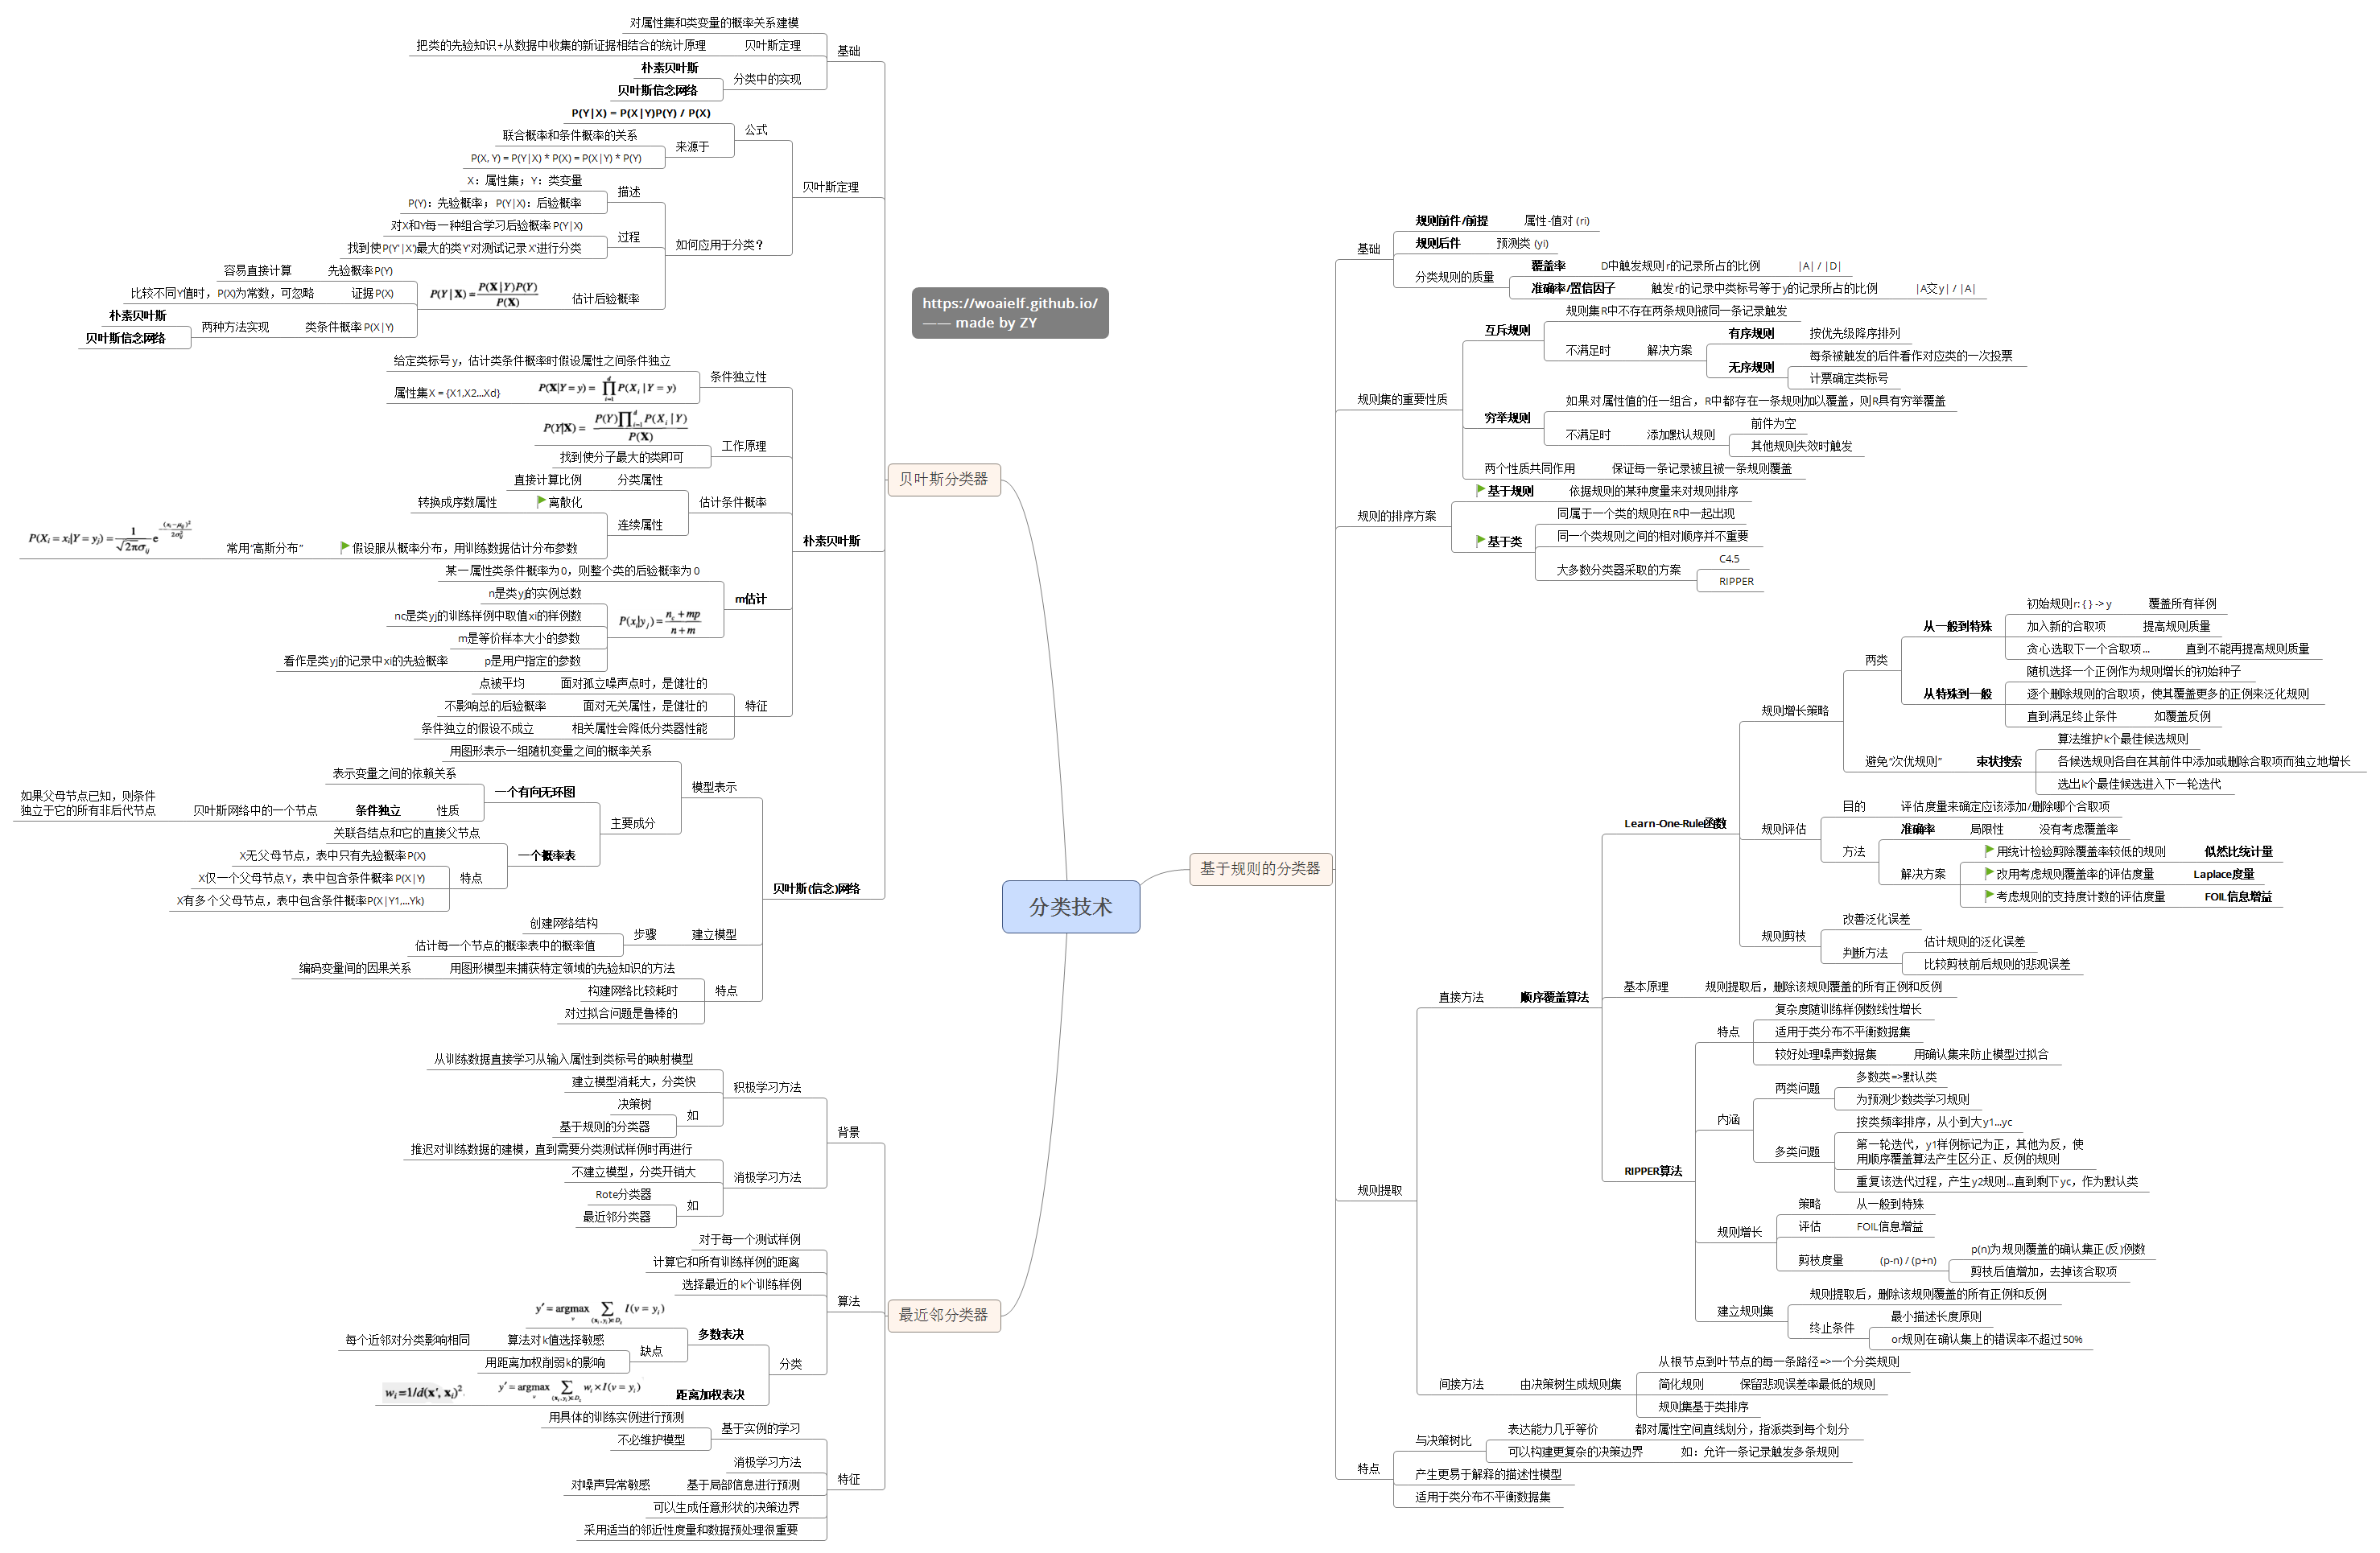 分类技术
https://woaielf.github.io/
—— made by ZY
贝叶斯分类器
基础
对属性集和类变量的概率关系建模
贝叶斯定理
把类的先验知识+从数据中收集的新证据相结合的统计原理
分类中的实现
朴素贝叶斯
贝叶斯信念网络
贝叶斯定理
公式
P(Y|X) = P(X|Y)P(Y) / P(X)
来源于
联合概率和条件概率的关系
P(X, Y) = P(Y|X) * P(X) = P(X|Y) * P(Y)
如何应用于分类？
描述
X：属性集；Y：类变量
P(Y)：先验概率； P(Y|X)：后验概率
过程
对X和Y每一种组合学习后验概率 P(Y|X)
找到使P(Y'|X')最大的类Y'对测试记录 X'进行分类
估计后验概率
P(Y | X) = P(X | Y)P(Y) / P(X)
先验概率 P(Y)
容易直接计算
证据 P(X)
比较不同Y值时，P(X)为常数，可忽略
类条件概率 P(X|Y)
两种方法实现
朴素贝叶斯
贝叶斯信念网络
朴素贝叶斯
条件独立性
给定类标号 y，估计类条件概率时假设属性之间条件独立
P(X|Y = y) = ∏_{i=1}^{d} P(X_i | Y = y)
属性集X = {X1,X2...Xd}
工作原理
P(Y|X) = P(Y)∏_{i=1}^{d} P(X_i | Y) / P(X)
找到使分子最大的类即可
估计条件概率
分类属性
直接计算比例
连续属性
离散化
转换成序数属性
假设服从概率分布，用训练数据估计分布参数
常用“高斯分布”
P(X_i = x_i|Y = y_j) = 1/(√2π σ_ij) e^{-(x_i-μ_ij)²/2σ_ij²}
m估计
某一属性类条件概率为 0，则整个类的后验概率为 0
P(x_i|y_j) = (n_c + mp) / (n + m)
n是类yj的实例总数
nc是类yj的训练样例中取值xi的样例数
m是等价样本大小的参数
p是用户指定的参数
看作是类yj的记录中xi的先验概率
特征
面对孤立噪声点时，是健壮的
点被平均
面对无关属性，是健壮的
不影响总的后验概率
相关属性会降低分类器性能
条件独立的假设不成立
贝叶斯(信念)网络
模型表示
用图形表示一组随机变量之间的概率关系
主要成分
一个有向无环图
表示变量之间的依赖关系
性质
条件独立
贝叶斯网络中的一个节点
如果父母节点已知，则条件
独立于它的所有非后代节点
一个概率表
关联各结点和它的直接父节点
特点
X无父母节点，表中只有先验概率 P(X)
X仅一个父母节点Y，表中包含条件概率 P(X|Y)
X有多个父母节点，表中包含条件概率P(X|Y1,...Yk)
建立模型
步骤
创建网络结构
估计每一个节点的概率表中的概率值
特点
用图形模型来捕获特定领域的先验知识的方法
编码变量间的因果关系
构建网络比较耗时
对过拟合问题是鲁棒的
最近邻分类器
背景
积极学习方法
从训练数据直接学习从输入属性到类标号的映射模型
建立模型消耗大，分类快
如
决策树
基于规则的分类器
消极学习方法
推迟对训练数据的建模，直到需要分类测试样例时再进行
不建立模型，分类开销大
如
Rote分类器
最近邻分类器
算法
对于每一个测试样例
计算它和所有训练样例的距离
选择最近的k个训练样例
分类
多数表决
y' = argmax_v ∑_{(x_i, y_i)∈D_z} I(v = y_i)
缺点
算法对k值选择敏感
每个近邻对分类影响相同
用距离加权削弱k的影响
距离加权表决
y' = argmax_v ∑_{(x_i, y_i)∈D_z} w_i × I(v = y_i)
w_i = 1/d(x', x_i)²
特征
基于实例的学习
用具体的训练实例进行预测
不必维护模型
消极学习方法
基于局部信息进行预测
对噪声异常敏感
可以生成任意形状的决策边界
采用适当的邻近性度量和数据预处理很重要
基于规则的分类器
基础
规则前件/前提
属性-值对 (ri)
规则后件
预测类 (yi)
分类规则的质量
覆盖率
D中触发规则 r的记录所占的比例
|A| / |D|
准确率/置信因子
触发r的记录中类标号等于y的记录所占的比例
|A交y| / |A|
规则集的重要性质
互斥规则
规则集R中不存在两条规则被同一条记录触发
不满足时
解决方案
有序规则
按优先级降序排列
无序规则
每条被触发的后件看作对应类的一次投票
计票确定类标号
穷举规则
如果对属性值的任一组合，R中都存在一条规则加以覆盖，则R具有穷举覆盖
不满足时
添加默认规则
前件为空
其他规则失效时触发
两个性质共同作用
保证每一条记录被且被一条规则覆盖
规则的排序方案
基于规则
依据规则的某种度量来对规则排序
基于类
同属于一个类的规则在R中一起出现
同一个类规则之间的相对顺序并不重要
大多数分类器采取的方案
C4.5
RIPPER
规则提取
直接方法
顺序覆盖算法
Learn-One-Rule函数
规则增长策略
两类
从一般到特殊
初始规则r: { } -> y
覆盖所有样例
加入新的合取项
提高规则质量
贪心选取下一个合取项...
直到不能再提高规则质量
从特殊到一般
随机选择一个正例作为规则增长的初始种子
逐个删除规则的合取项，使其覆盖更多的正例来泛化规则
直到满足终止条件
如覆盖反例
避免“次优规则”
束状搜索
算法维护k个最佳候选规则
各候选规则各自在其前件中添加或删除合取项而独立地增长
选出k个最佳候选进入下一轮迭代
规则评估
目的
评估度量来确定应该添加/删除哪个合取项
方法
准确率
局限性
没有考虑覆盖率
解决方案
用统计检验剪除覆盖率较低的规则
似然比统计量
改用考虑规则覆盖率的评估度量
Laplace度量
考虑规则的支持度计数的评估度量
FOIL信息增益
规则剪枝
改善泛化误差
判断方法
估计规则的泛化误差
比较剪枝前后规则的悲观误差
基本原理
规则提取后，删除该规则覆盖的所有正例和反例
RIPPER算法
特点
复杂度随训练样例数线性增长
适用于类分布不平衡数据集
较好处理噪声数据集
用确认集来防止模型过拟合
内涵
两类问题
多数类=>默认类
为预测少数类学习规则
多类问题
按类频率排序，从小到大y1...yc
第一轮迭代，y1样例标记为正，其他为反，使
用顺序覆盖算法产生区分正、反例的规则
重复该迭代过程，产生y2规则...直到剩下yc，作为默认类
规则增长
策略
从一般到特殊
评估
FOIL信息增益
剪枝度量
(p-n) / (p+n)
p(n)为规则覆盖的确认集正(反)例数
剪枝后值增加，去掉该合取项
建立规则集
规则提取后，删除该规则覆盖的所有正例和反例
终止条件
最小描述长度原则
or规则在确认集上的错误率不超过50%
间接方法
由决策树生成规则集
从根节点到叶节点的每一条路径=>一个分类规则
简化规则
保留悲观误差率最低的规则
规则集基于类排序
特点
与决策树比
表达能力几乎等价
都对属性空间直线划分，指派类到每个划分
可以构建更复杂的决策边界
如：允许一条记录触发多条规则
产生更易于解释的描述性模型
适用于类分布不平衡数据集